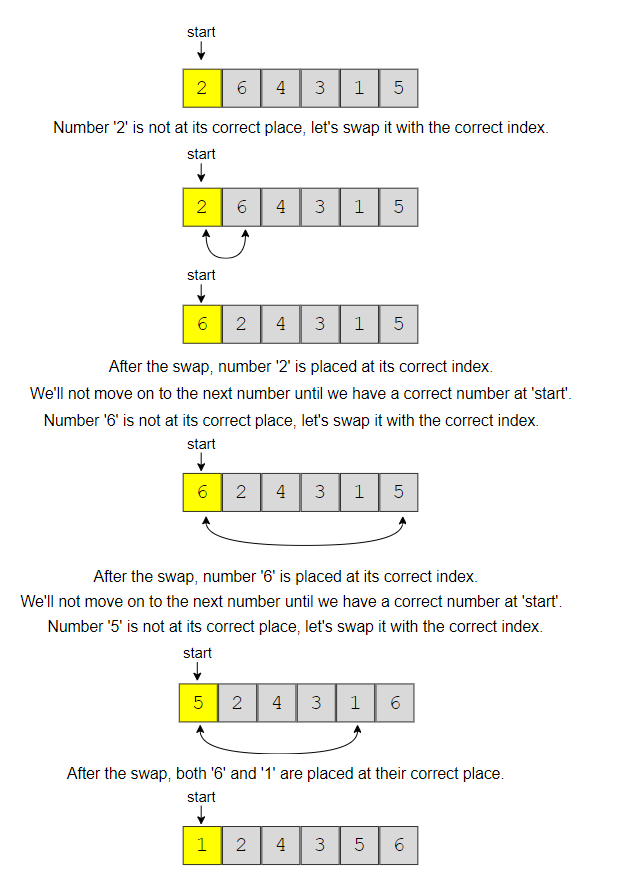 start
2 6 4 3 1 5
Number '2' is not at its correct place, let's swap it with the correct index.
start
2 6 4 3 1 5
start
6 2 4 3 1 5
After the swap, number '2' is placed at its correct index.
We'll not move on to the next number until we have a correct number at 'start'.
Number '6' is not at its correct place, let's swap it with the correct index.
start
6 2 4 3 1 5
After the swap, number '6' is placed at its correct index.
We'll not move on to the next number until we have a correct number at 'start'.
Number '5' is not at its correct place, let's swap it with the correct index.
start
5 2 4 3 1 6
After the swap, both '6' and '1' are placed at their correct place.
start
1 2 4 3 5 6